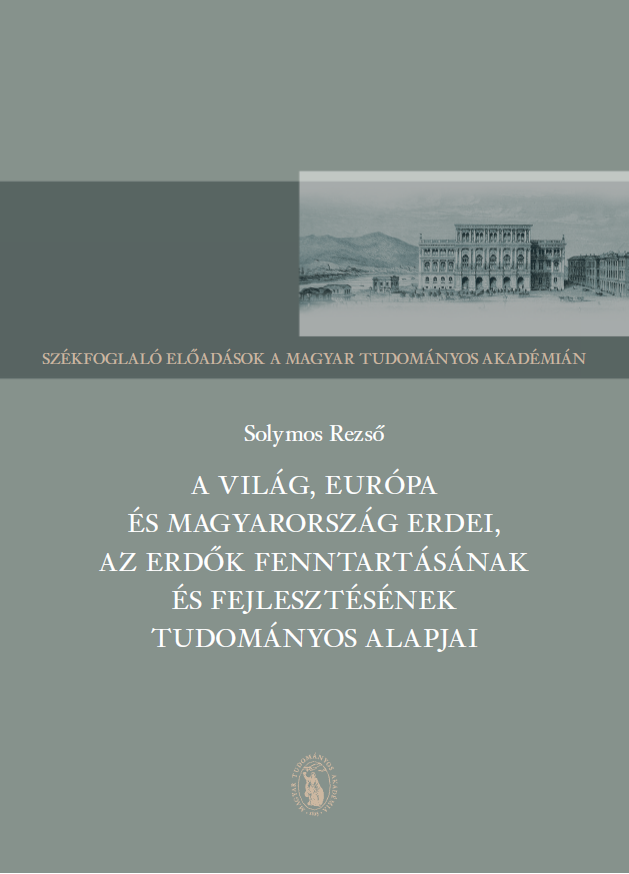 SZÉKFOGLALÓ ELŐADÁSOK A MAGYAR TUDOMÁNYOS AKADÉMIÁN
Solymos Rezső
A VILÁG, EURÓPA
ÉS MAGYARORSZÁG ERDEI,
AZ ERDŐK FENNTARTÁSÁNAK
ÉS FEJLESZTÉSÉNEK
TUDOMÁNYOS ALAPJAI
MAGYAR TUDOMÁNYOS AKADÉMIA